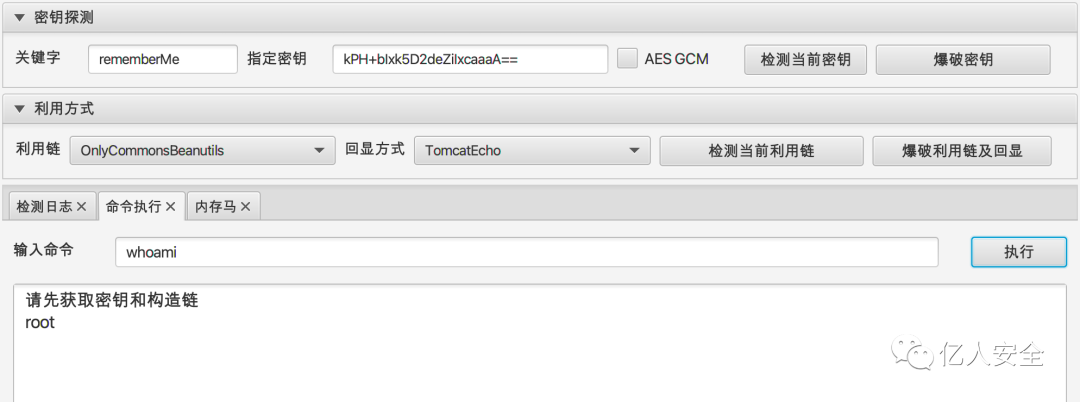 密钥探测
关键字 rememberMe 指定密钥 kPH+bIxk5D2deZiIxcaaaA== AES GCM 检测当前密钥 爆破密钥
利用方式
利用链 OnlyCommonsBeanutils 回显方式 TomcatEcho 检测当前利用链 爆破利用链及回显
检测日志 命令执行 内存马
输入命令 whoami 执行
请先获取密钥和构造链
root
亿人安全